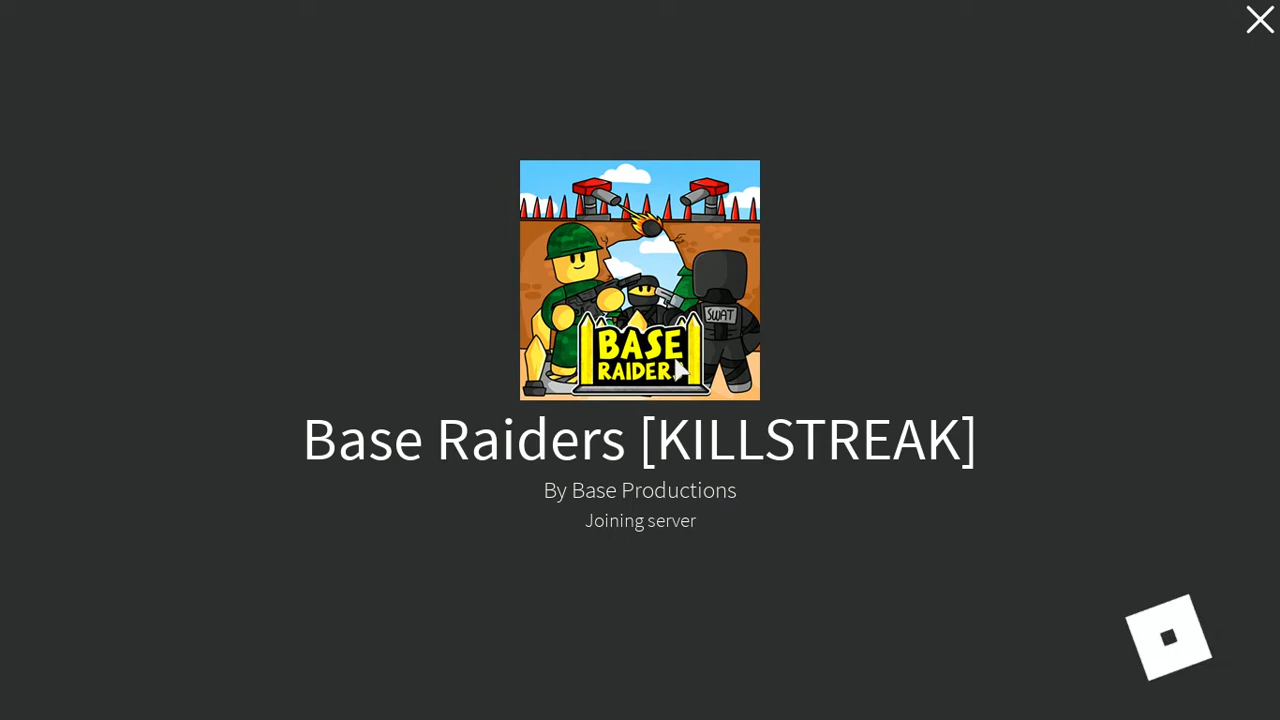 SWAT
BASE
RAIDER
Base Raiders [KILLSTREAK]
By Base Productions
Joining server